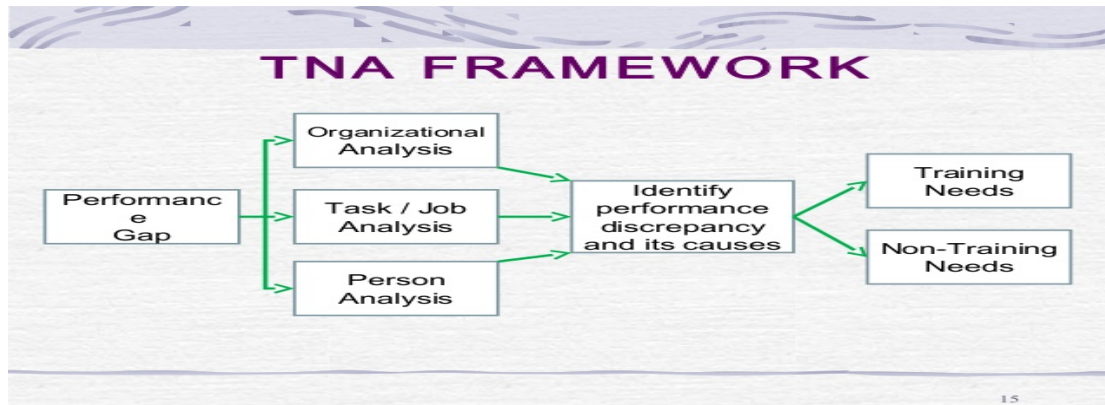 TNA FRAMEWORK
Performanc
e
Gap
Organizational
Analysis
Task / Job
Analysis
Person
Analysis
Identify
performance
discrepancy
and its causes
Training
Needs
Non-Training
Needs
15